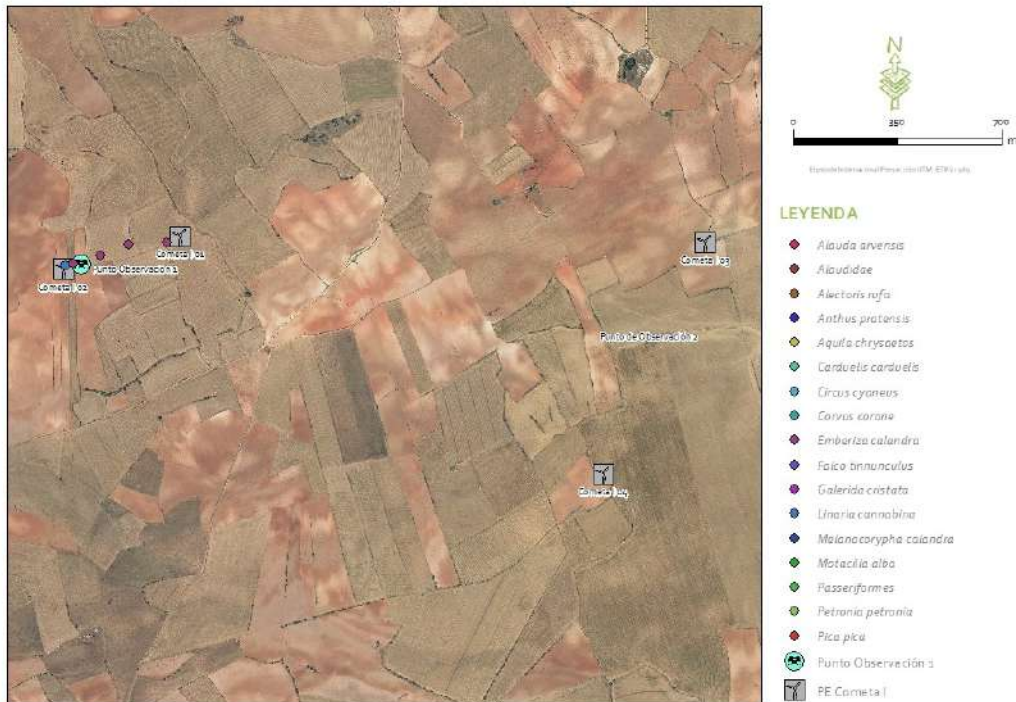 N
0 350 700 m
LEYENDA
Alauda arvensis
Alaudidae
Alectoris rufa
Anthus pratensis
Aquila chrysaetos
Carduelis carduelis
Circus cyaneus
Corvus corone
Emberiza calandra
Falco tinnunculus
Galerida cristata
Linaria cannabina
Melanocorypha calandra
Motacilla alba
Passeriformes
Petronia petronia
Pica pica
Punto Observación 1
PE Cometa I
Cometa I 01
Punto Observación 1
Cometa I 02
Cometa I 03
Punto de Observación 2
Cometa I 04